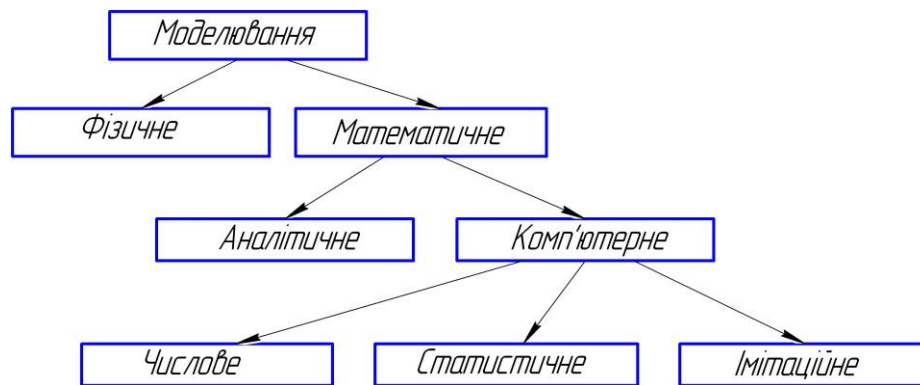 Моделювання
Фізичне
Математичне
Аналітичне
Комп'ютерне
Числове
Статистичне
Імітаційне